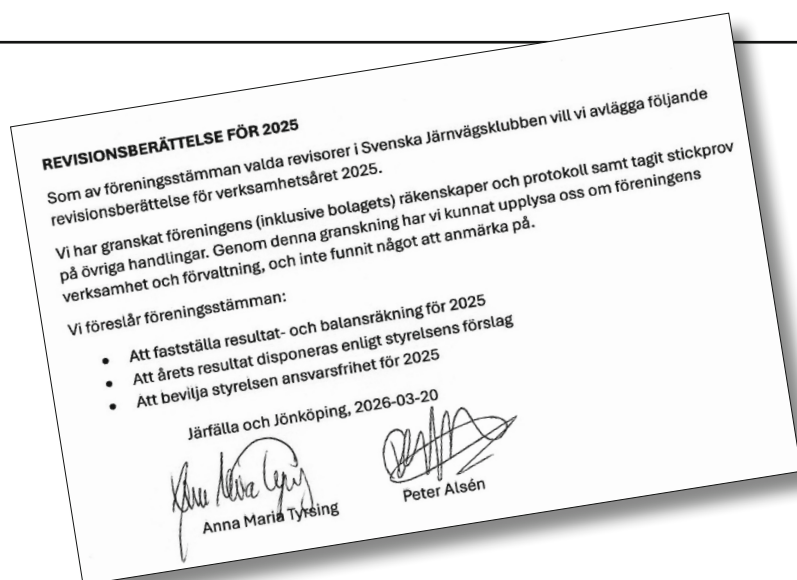 REVISIONSBERÄTTELSE FÖR 2025
Som av föreningsstämman valda revisorer i Svenska Järnvägsklubben vill vi avlägga följande
revisionsberättelse för verksamhetsåret 2025.
Vi har granskat föreningens (inklusive bolagets) räkenskaper och protokoll samt tagit stickprov
på övriga handlingar. Genom denna granskning har vi kunnat upplysa oss om föreningens
verksamhet och förvaltning, och inte funnit något att anmärka på.
Vi föreslår föreningsstämman:
• Att fastställa resultat- och balansräkning för 2025
• Att årets resultat disponeras enligt styrelsens förslag
• Att bevilja styrelsen ansvarsfrihet för 2025
Järfälla och Jönköping, 2026-03-20
Anna Maria Tyrsing
Peter Alsén